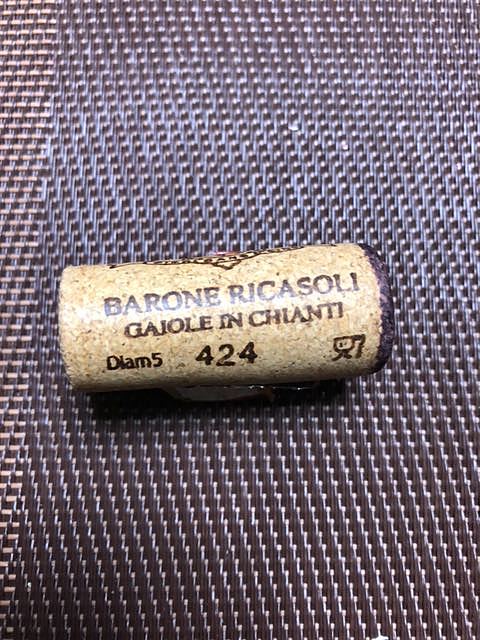 BARONE RICASOLI
GAIOLE IN CHIANTI
Diam5 424